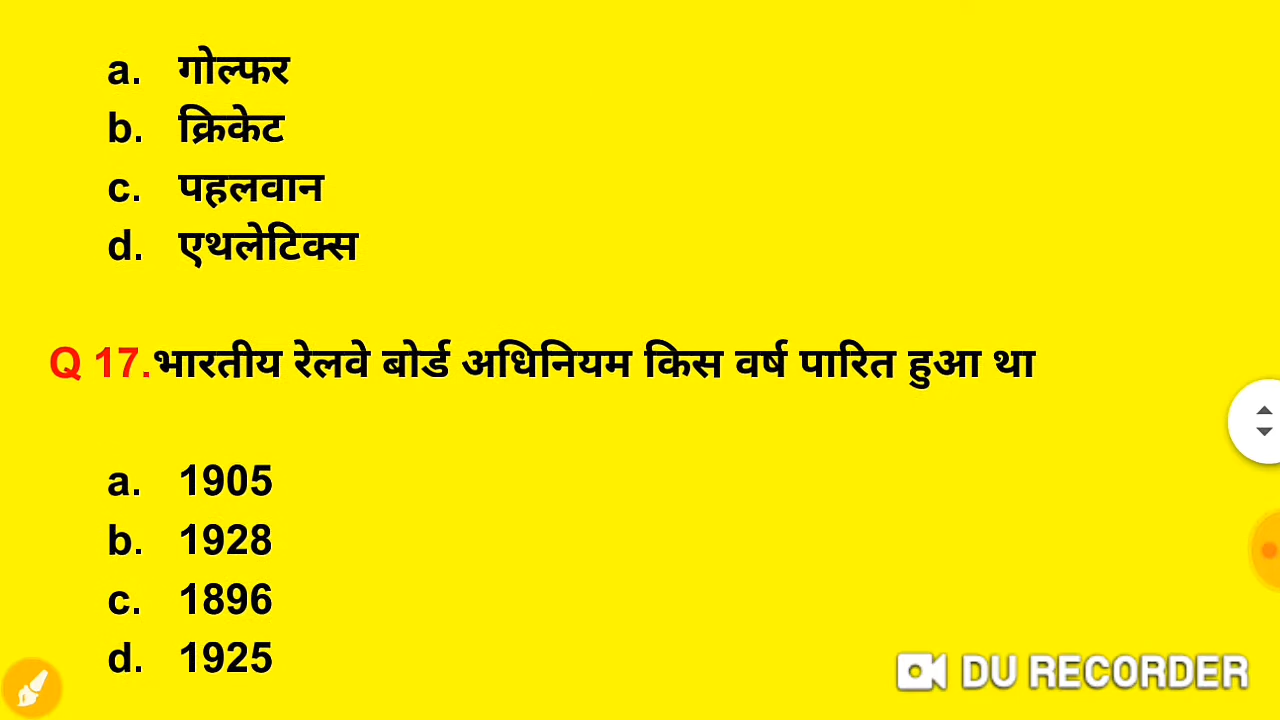 a. गोल्फर
b. क्रिकेट
c. पहलवान
d. एथलेटिक्स
Q 17.भारतीय रेलवे बोर्ड अधिनियम किस वर्ष पारित हुआ था
a. 1905
b. 1928
c. 1896
d. 1925
DU RECORDER